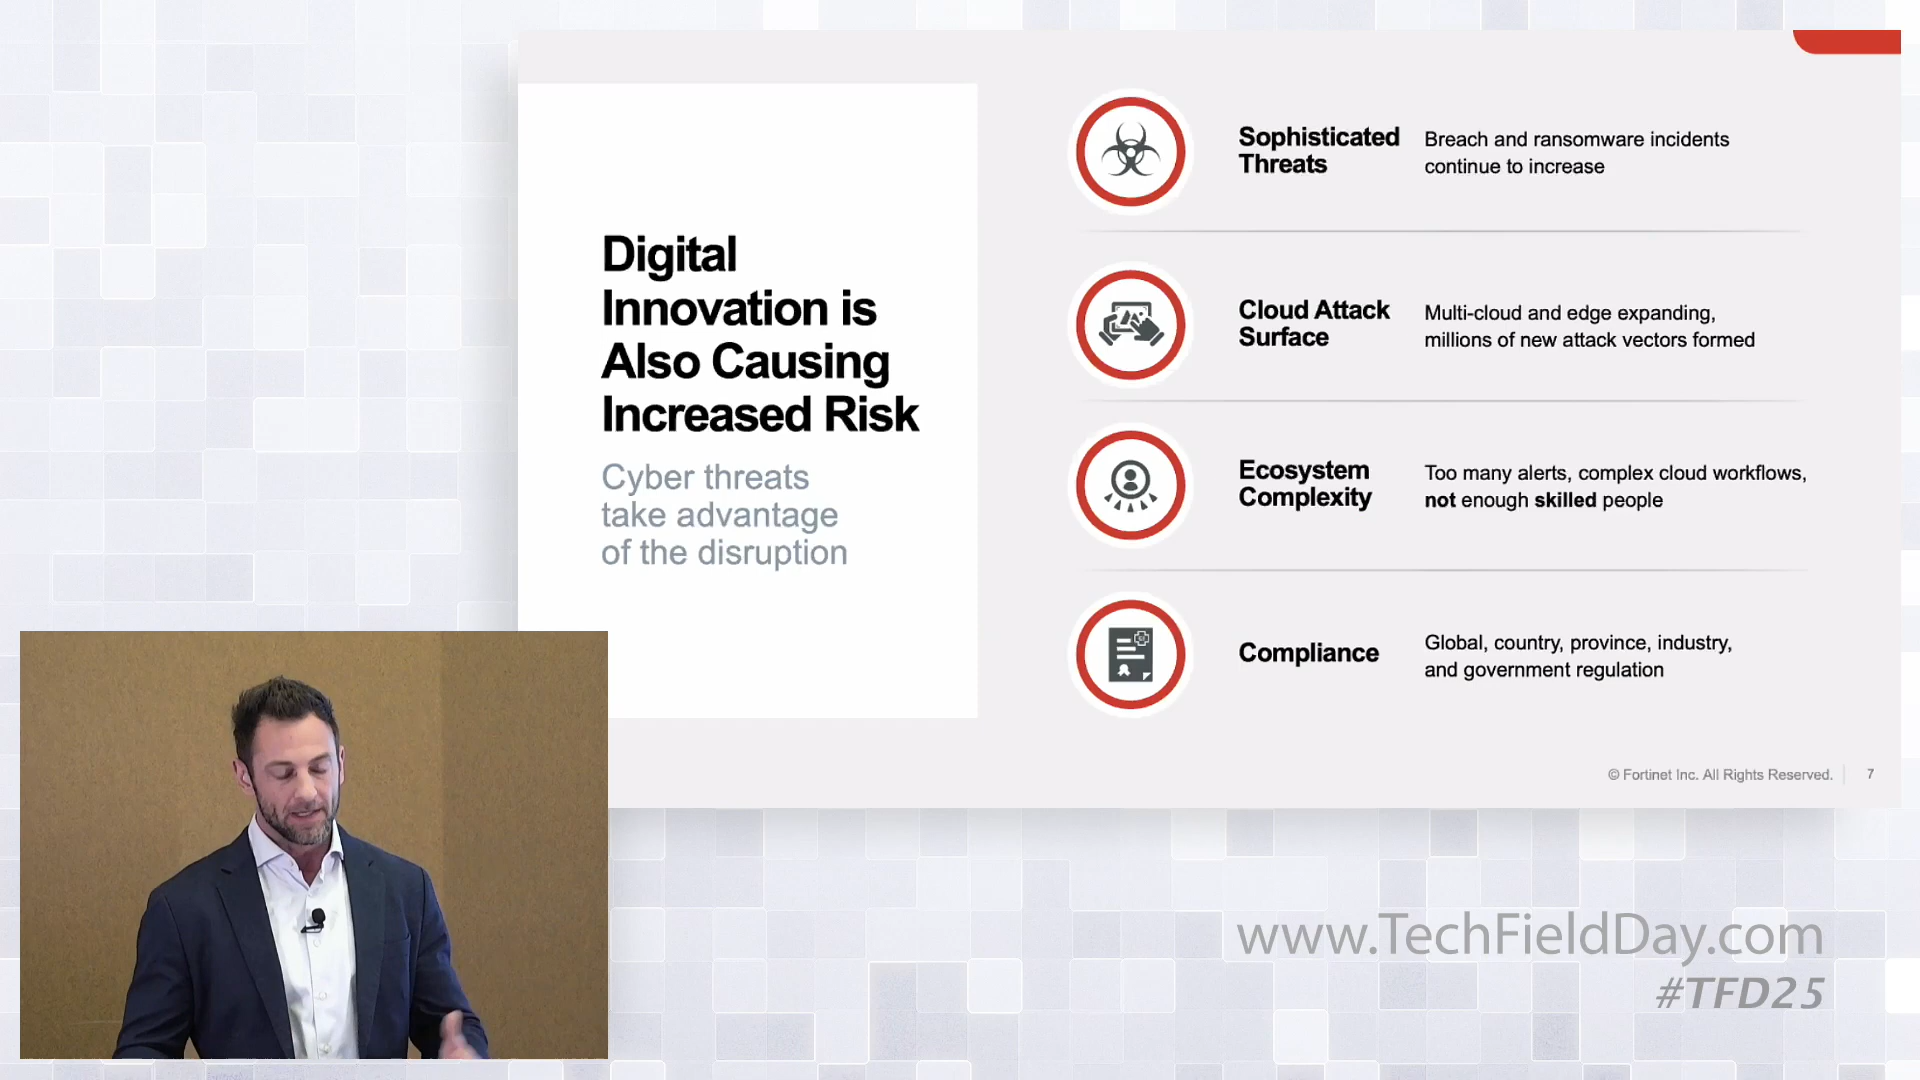 Digital
Innovation is
Also Causing
Increased Risk
Cyber threats
take advantage
of the disruption
Sophisticated
Threats
Breach and ransomware incidents
continue to increase
Cloud Attack
Surface
Multi-cloud and edge expanding,
millions of new attack vectors formed
Ecosystem
Complexity
Too many alerts, complex cloud workflows,
not enough skilled people
Compliance
Global, country, province, industry,
and government regulation
© Fortinet Inc. All Rights Reserved.
7
www.TechFieldDay.com
#TFD25